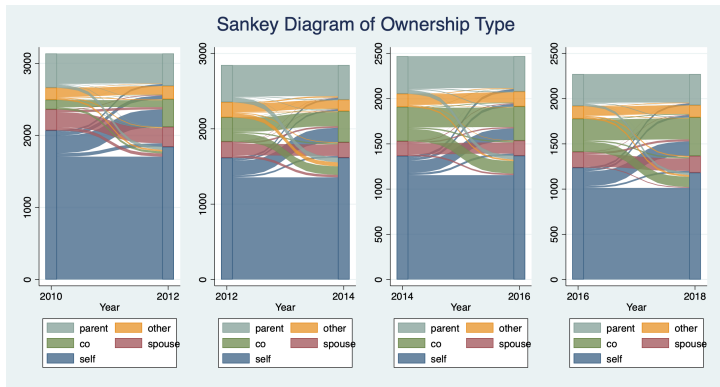 Sankey Diagram of Ownership Type
3000
2000
1000
0
2010 2012
Year
parent other
co spouse
self
3000
2000
1000
0
2012 2014
Year
parent other
co spouse
self
2500
2000
1500
1000
500
0
2014 2016
Year
parent other
co spouse
self
2500
2000
1500
1000
500
0
2016 2018
Year
parent other
co spouse
self